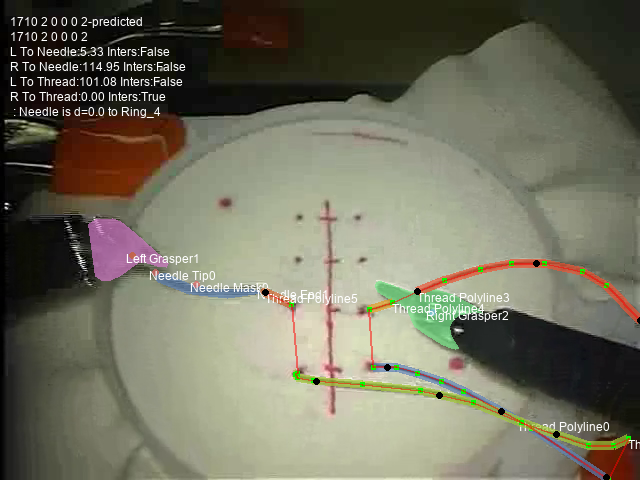 1710 2 0 0 0 2-predicted
1710 2 0 0 0 2
L To Needle:5.33 Inters:False
R To Needle:114.95 Inters:False
L To Thread:101.08 Inters:False
R To Thread:0.00 Inters:True
: Needle is d=0.0 to Ring_4
Left Grasper1
Needle Tip0
Needle Mask0
Thread Polyline5
Thread Polyline3
Thread Polyline4
Right Grasper2
Thread Polyline0
Th